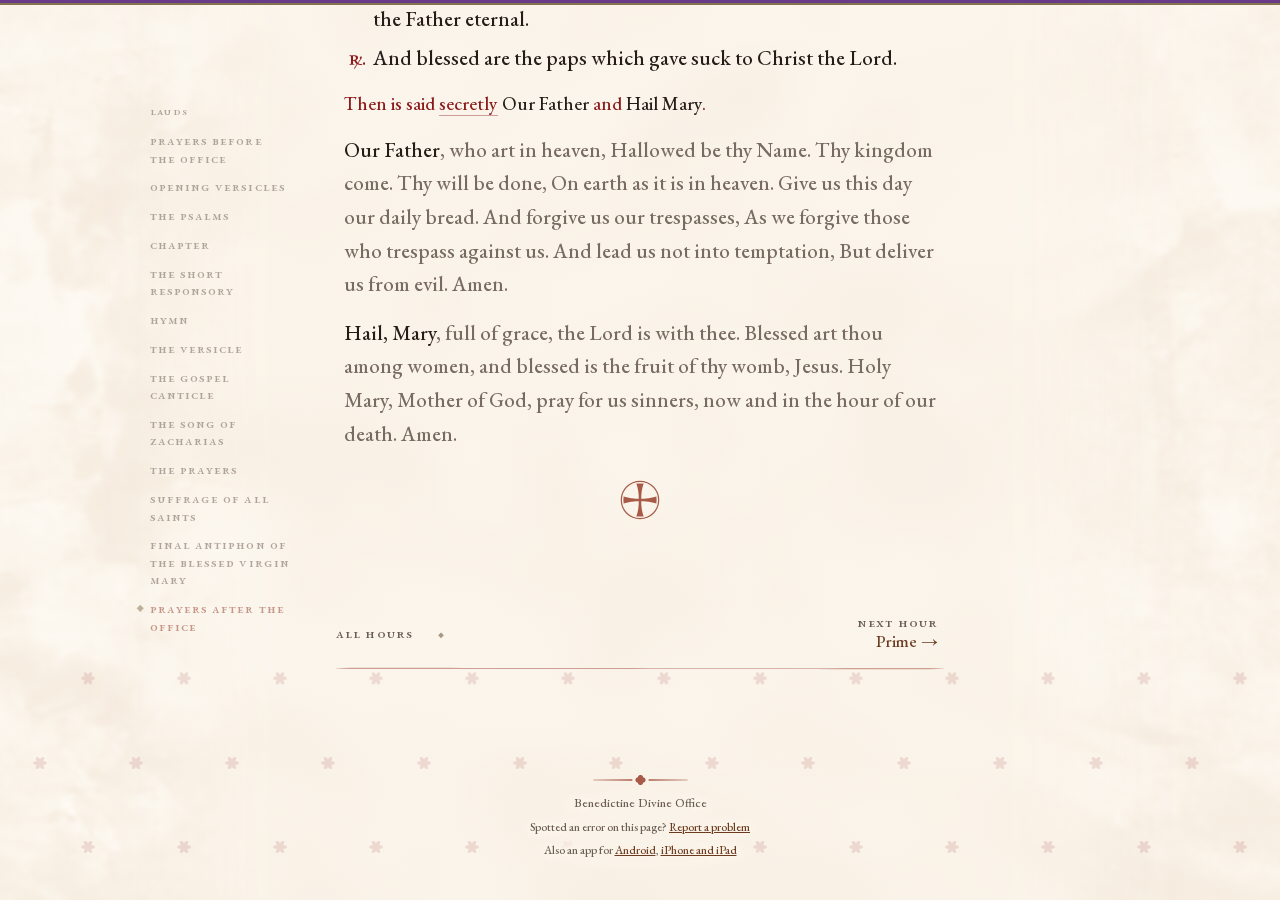 the Father eternal.
℟. And blessed are the paps which gave suck to Christ the Lord.
Then is said secretly Our Father and Hail Mary.
Our Father, who art in heaven, Hallowed be thy Name. Thy kingdom
come. Thy will be done, On earth as it is in heaven. Give us this day
our daily bread. And forgive us our trespasses, As we forgive those
who trespass against us. And lead us not into temptation, But deliver
us from evil. Amen.
Hail, Mary, full of grace, the Lord is with thee. Blessed art thou
among women, and blessed is the fruit of thy womb, Jesus. Holy
Mary, Mother of God, pray for us sinners, now and in the hour of our
death. Amen.
LAUDS
PRAYERS BEFORE
THE OFFICE
OPENING VERSICLES
THE PSALMS
CHAPTER
THE SHORT
RESPONSORY
HYMN
THE VERSICLE
THE GOSPEL
CANTICLE
THE SONG OF
ZACHARIAS
THE PRAYERS
SUFFRAGE OF ALL
SAINTS
FINAL ANTIPHON OF
THE BLESSED VIRGIN
MARY
PRAYERS AFTER THE
OFFICE
ALL HOURS
NEXT HOUR
Prime →
Benedictine Divine Office
Spotted an error on this page? Report a problem
Also an app for Android, iPhone and iPad